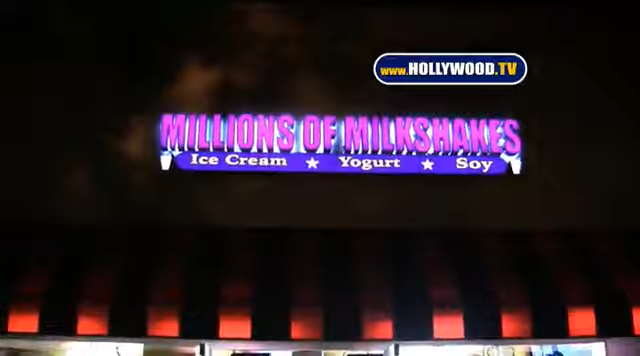 www.HOLLYWOOD.TV
MILLIONS OF MILKSHAKES
Ice Cream ★ Yogurt ★ Soy